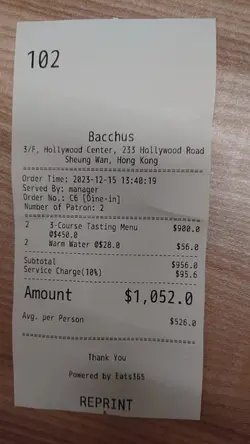 102
Bacchus
3/F, Hollywood Center, 233 Hollywood Road
Sheung Wan, Hong Kong
Order Time: 2023-12-15 13:40:19
Served By: manager
Order No.: C6 [Dine-in]
Number of Patron: 2
2 3-Course Tasting Menu $900.0
@$450.0
2 Warm Water @$28.0 $56.0
Subtotal $956.0
Service Charge(10%) $95.6
Amount $1,052.0
Avg. per Person $526.0
Thank You
Powered by Eats365
REPRINT